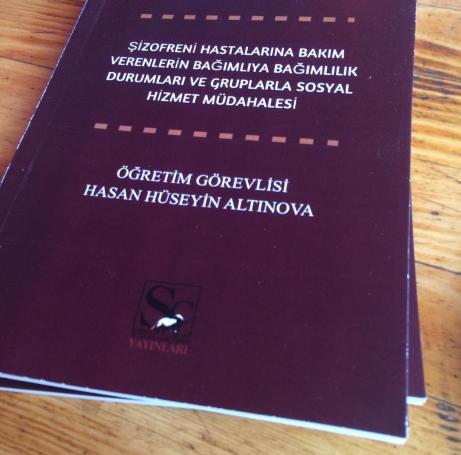 ŞİZOFRENİ HASTALARINA BAKIM
VERENLERİN BAĞIMLIYA BAĞIMLILIK
DURUMLARI VE GRUPLARLA SOSYAL
HİZMET MÜDAHALESİ
ÖĞRETİM GÖREVLİSİ
HASAN HÜSEYİN ALTINOVA
SC
YAYINLARI